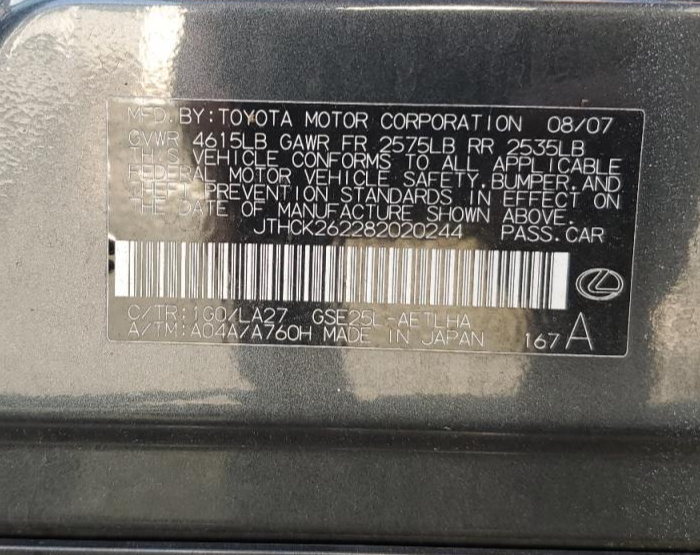 MFD.BY:TOYOTA MOTOR CORPORATION 08/07
GVWR 4615LB GAWR FR 2575LB RR 2535LB
THIS VEHICLE CONFORMS TO ALL APPLICABLE
FEDERAL MOTOR VEHICLE SAFETY,BUMPER,AND
THEFT PREVENTION STANDARDS IN EFFECT ON
THE DATE OF MANUFACTURE SHOWN ABOVE.
JTHCK262282020244 PASS.CAR
C/TR:1G0/LA27 GSE25L-AETLHA
A/TM:A04A/A760H MADE IN JAPAN 167A